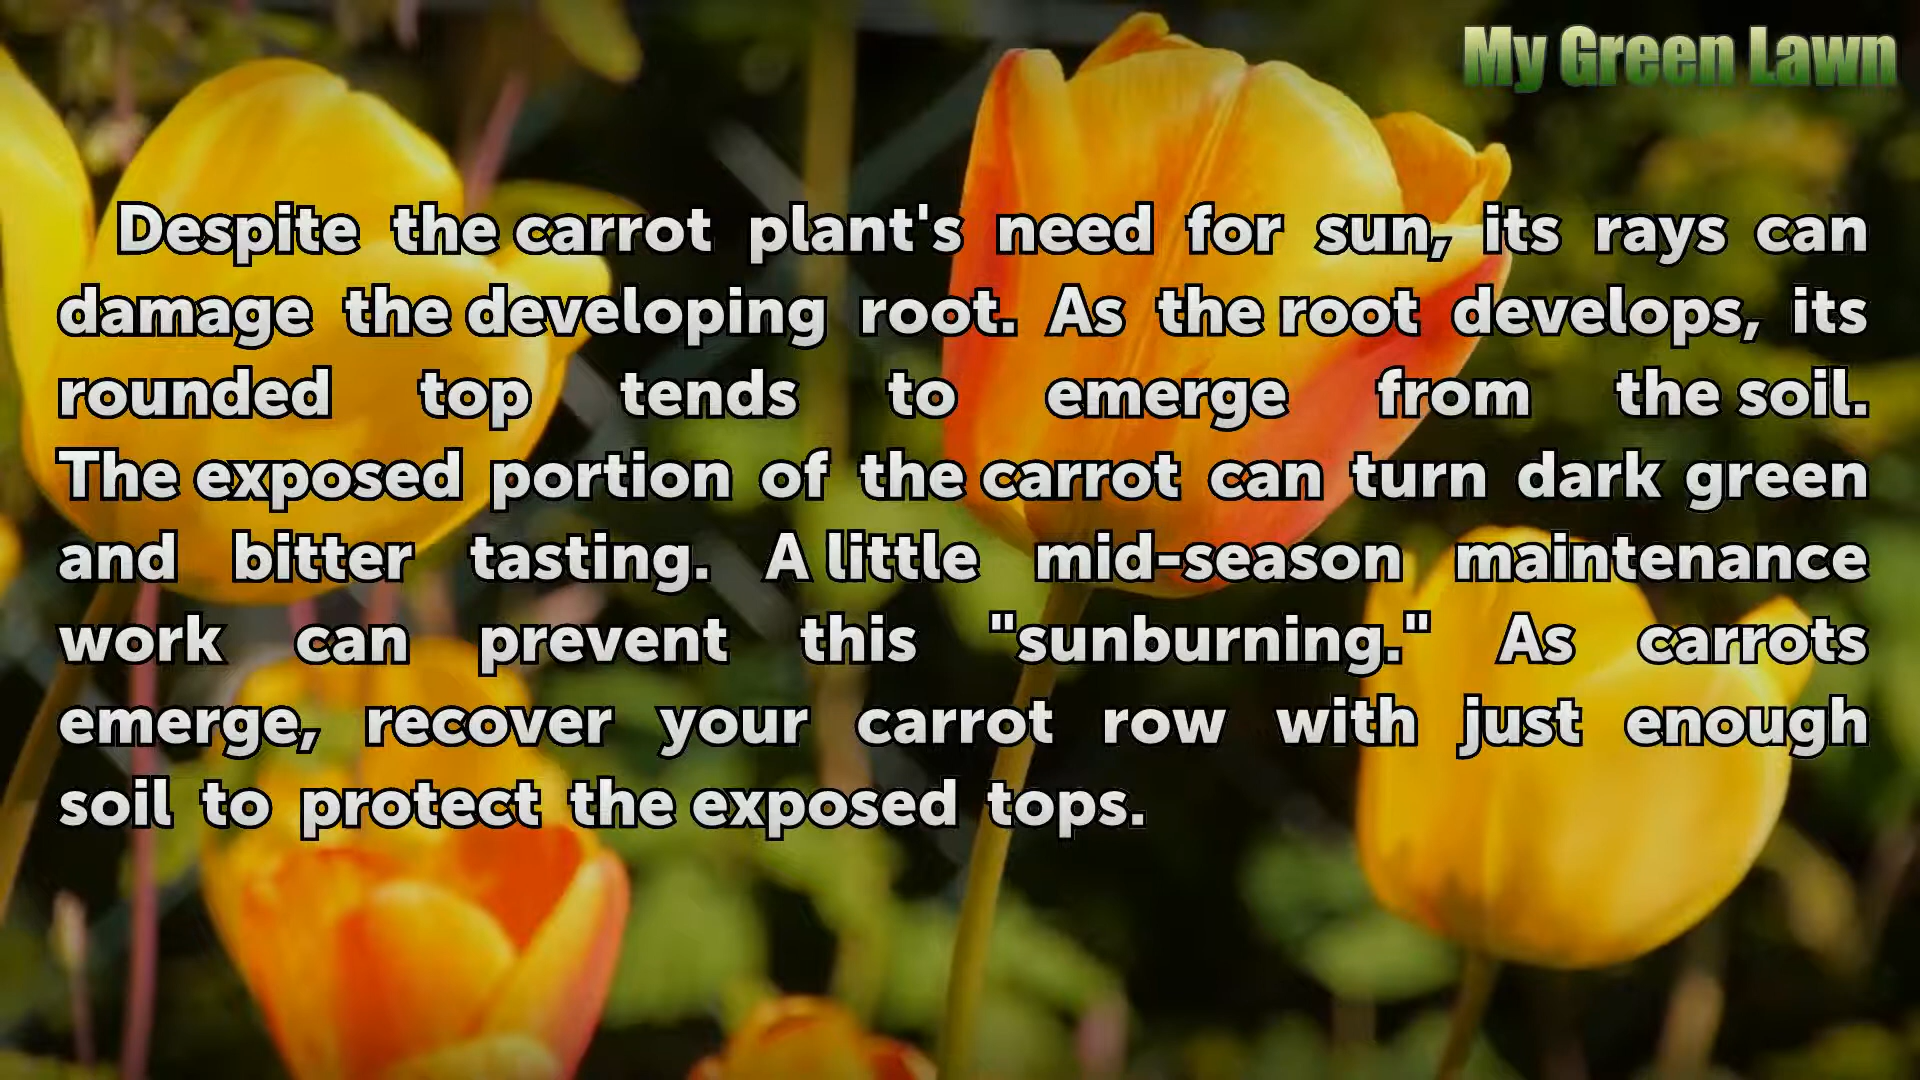 My Green Lawn
Despite the carrot plant's need for sun, its rays can
damage the developing root. As the root develops, its
rounded top tends to emerge from the soil.
The exposed portion of the carrot can turn dark green
and bitter tasting. A little mid-season maintenance
work can prevent this "sunburning." As carrots
emerge, recover your carrot row with just enough
soil to protect the exposed tops.